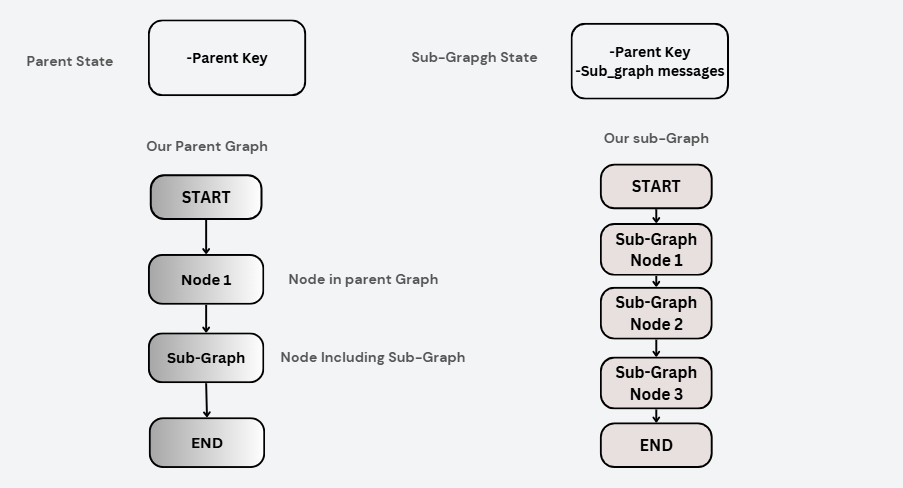 Parent State
-Parent Key
Sub-Grapgh State
-Parent Key
-Sub_graph messages
Our Parent Graph
START
Node 1
Node in parent Graph
Sub-Graph
Node Including Sub-Graph
END
Our sub-Graph
START
Sub-Graph
Node 1
Sub-Graph
Node 2
Sub-Graph
Node 3
END